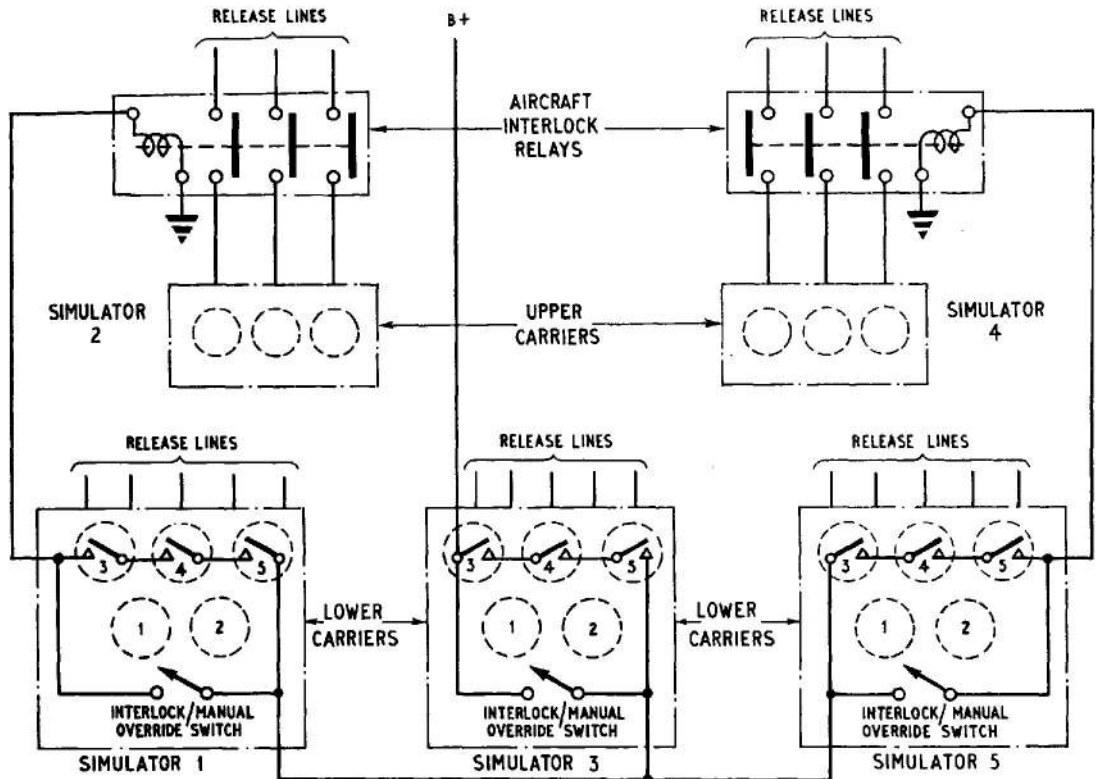 RELEASE LINES
B+
RELEASE LINES
AIRCRAFT
INTERLOCK
RELAYS
SIMULATOR
2
UPPER
CARRIERS
SIMULATOR
4
RELEASE LINES
RELEASE LINES
RELEASE LINES
3 4 5
3 4 5
3 4 5
1 2
LOWER
CARRIERS
1 2
LOWER
CARRIERS
1 2
INTERLOCK/MANUAL
OVERRIDE SWITCH
INTERLOCK/MANUAL
OVERRIDE SWITCH
INTERLOCK/MANUAL
OVERRIDE SWITCH
SIMULATOR 1
SIMULATOR 3
SIMULATOR 5